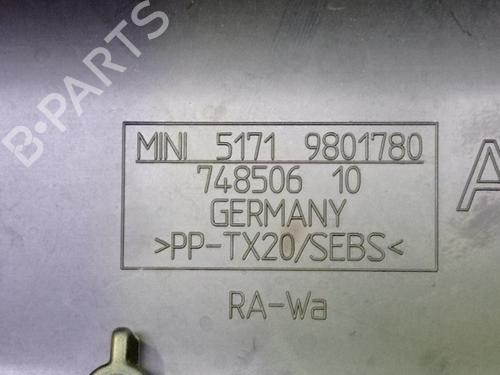 B-PARTS
MINI 5171 9801780
748506 10
GERMANY
>PP-TX20/SEBS<
A
RA-Wa